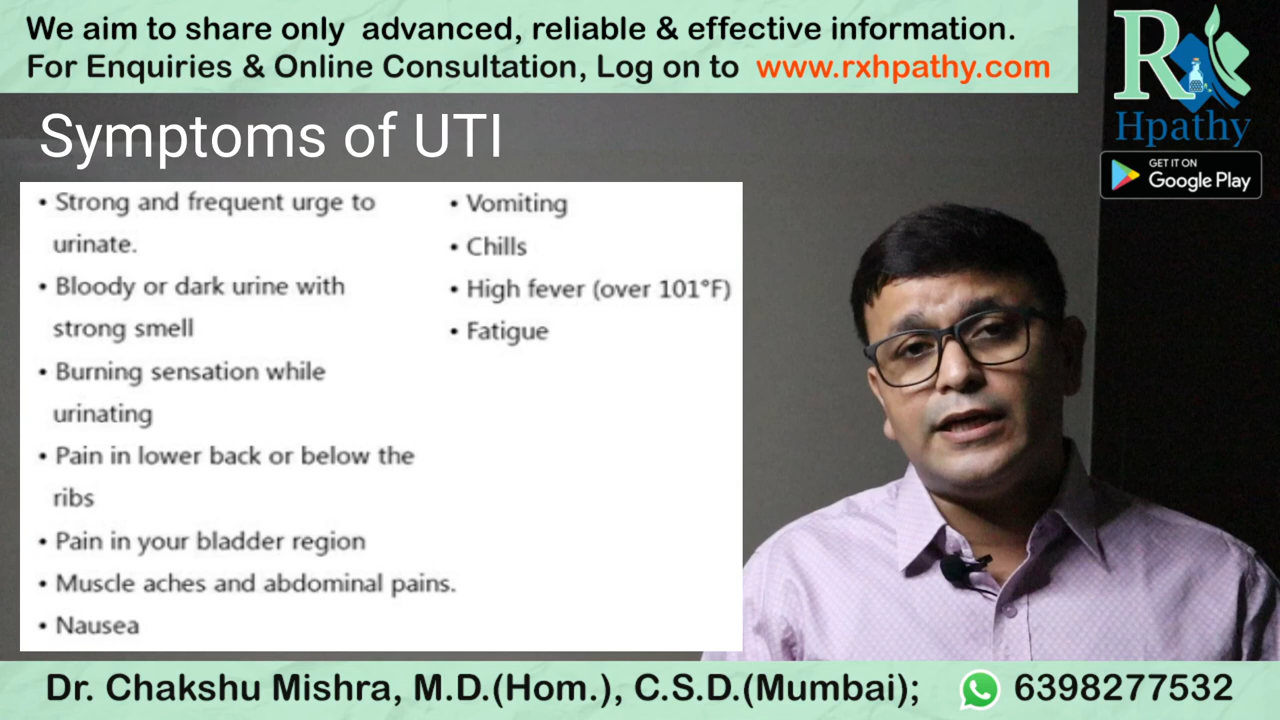 We aim to share only advanced, reliable & effective information.
For Enquiries & Online Consultation, Log on to www.rxhpathy.com
Rx
Hpathy
GET IT ON
Google Play
Symptoms of UTI
• Strong and frequent urge to
urinate.
• Bloody or dark urine with
strong smell
• Burning sensation while
urinating
• Pain in lower back or below the
ribs
• Pain in your bladder region
• Muscle aches and abdominal pains.
• Nausea
• Vomiting
• Chills
• High fever (over 101°F)
• Fatigue
Dr. Chakshu Mishra, M.D.(Hom.), C.S.D.(Mumbai); 6398277532